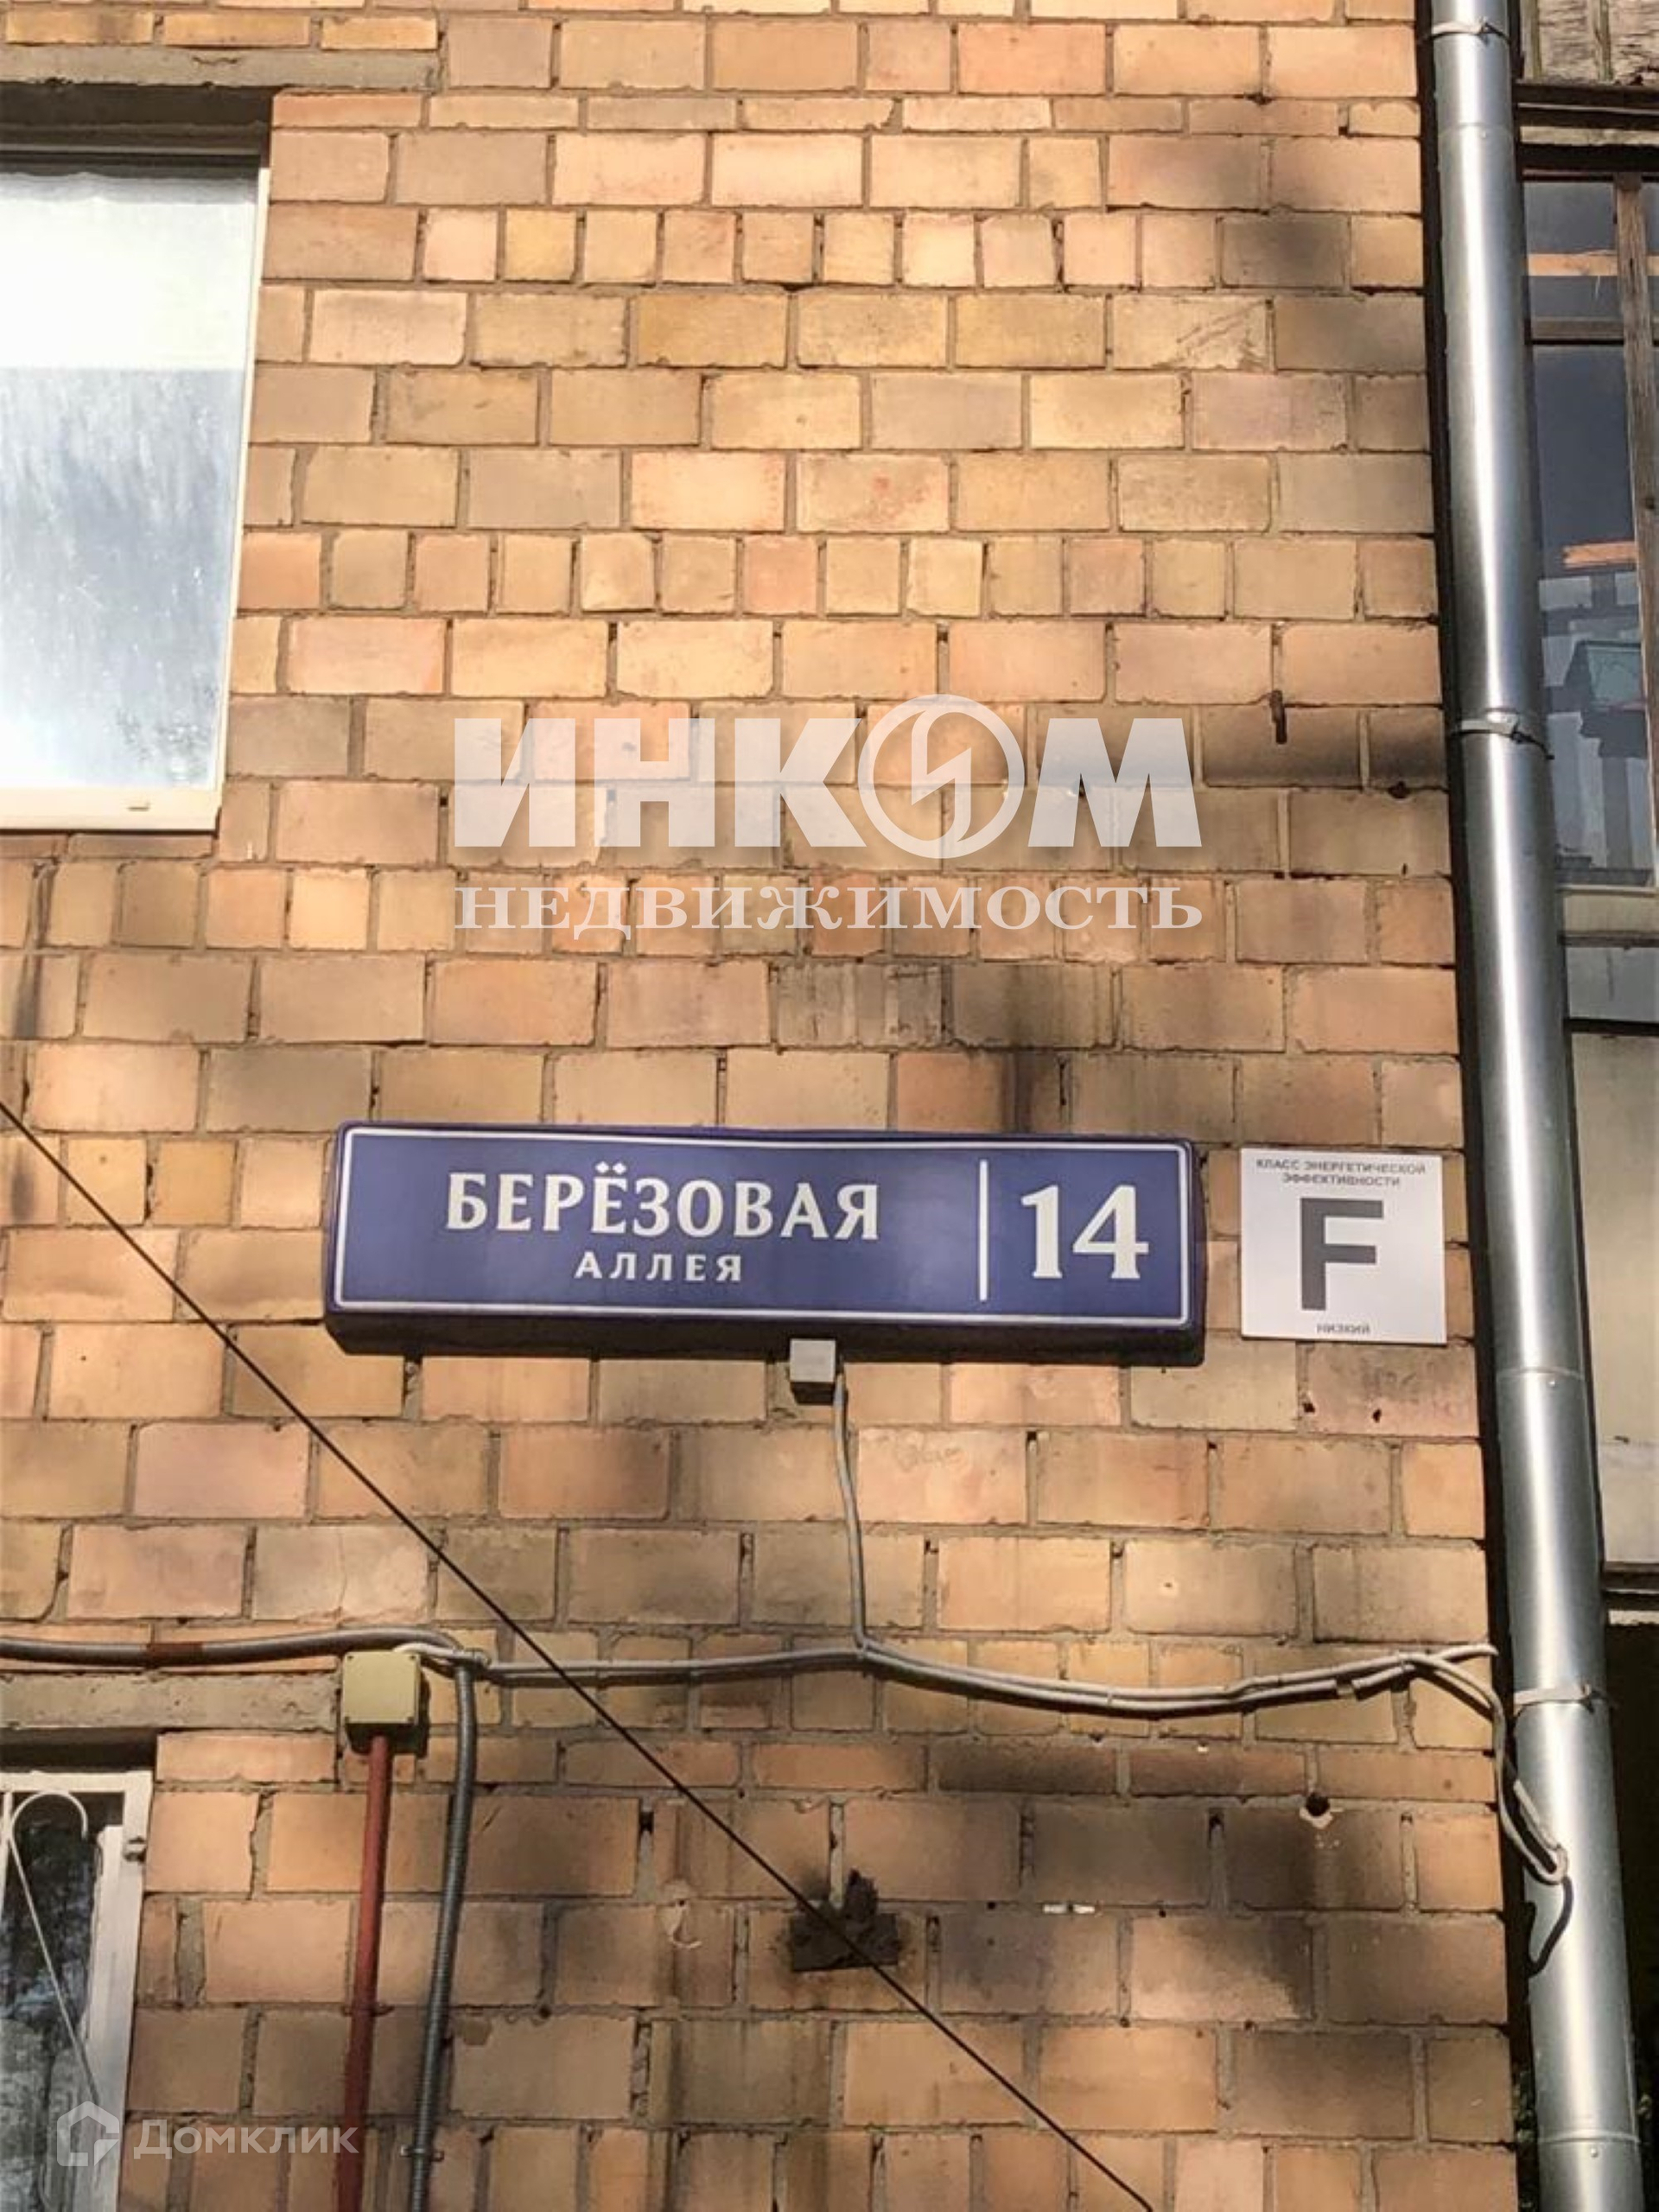 ИНКОМ
НЕДВИЖИМОСТЬ
БЕРЁЗОВАЯ
АЛЛЕЯ
14
КЛАСС ЭНЕРГЕТИЧЕСКОЙ
ЭФФЕКТИВНОСТИ
F
НИЗКИЙ
Домклик